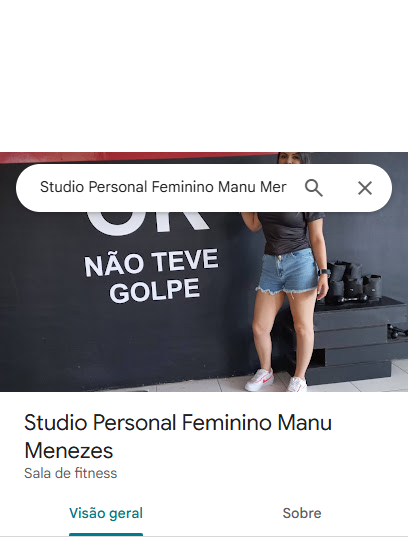 Studio Personal Feminino Manu Mer
NÃO TEVE
GOLPE
Studio Personal Feminino Manu
Menezes
Sala de fitness
Visão geral
Sobre